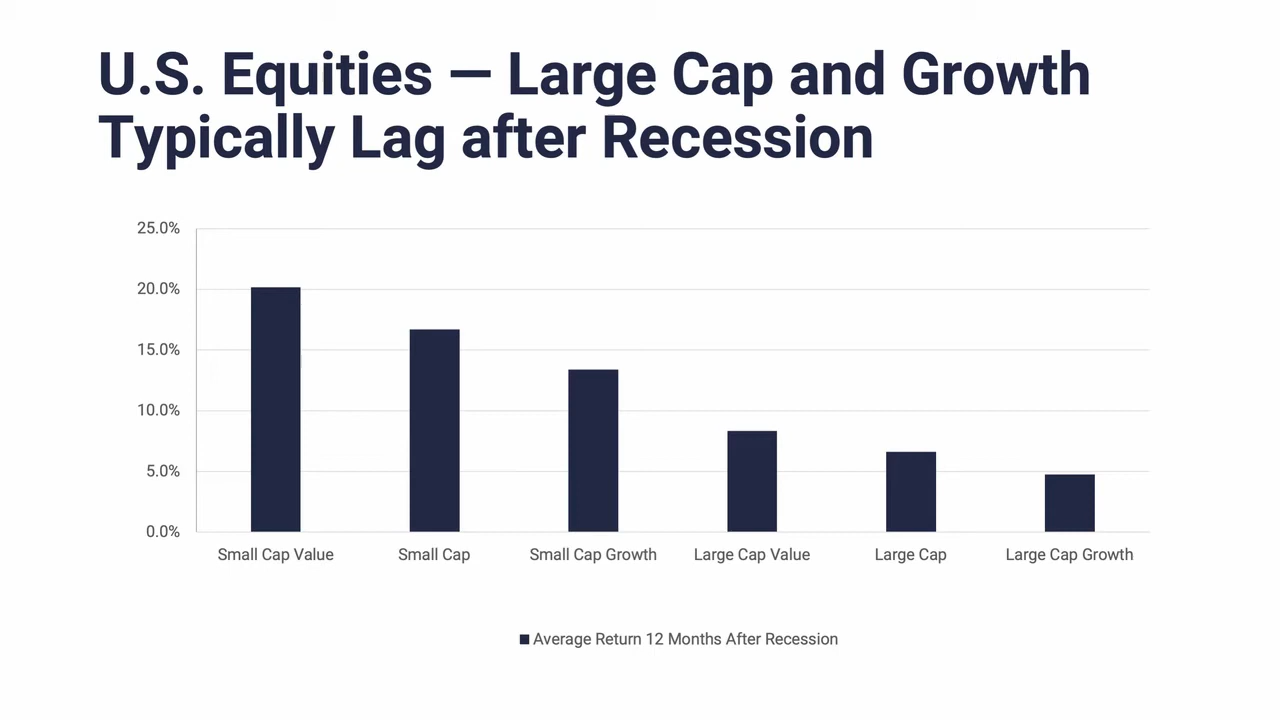 U.S. Equities — Large Cap and Growth
Typically Lag after Recession
25.0%
20.0%
15.0%
10.0%
5.0%
0.0%
Small Cap Value
Small Cap
Small Cap Growth
Large Cap Value
Large Cap
Large Cap Growth
Average Return 12 Months After Recession